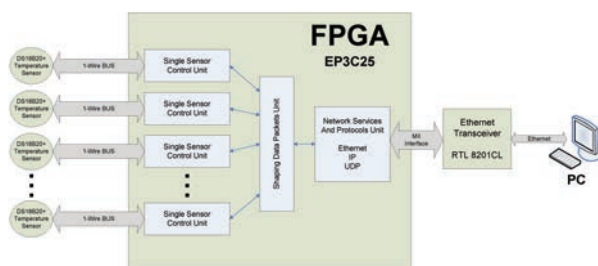 FPGA
EP3C25
DS18B20+
Temperature
Sensor
1-Wire BUS
Single Sensor
Control Unit
DS18B20+
Temperature
Sensor
1-Wire BUS
Single Sensor
Control Unit
DS18B20+
Temperature
Sensor
1-Wire BUS
Single Sensor
Control Unit
DS18B20+
Temperature
Sensor
1-Wire BUS
Single Sensor
Control Unit
Shaping Data Packets Unit
Network Services
And Protocols Unit
Ethernet
IP
UDP
MII
Interface
Ethernet
Transceiver
RTL 8201CL
Ethernet
PC